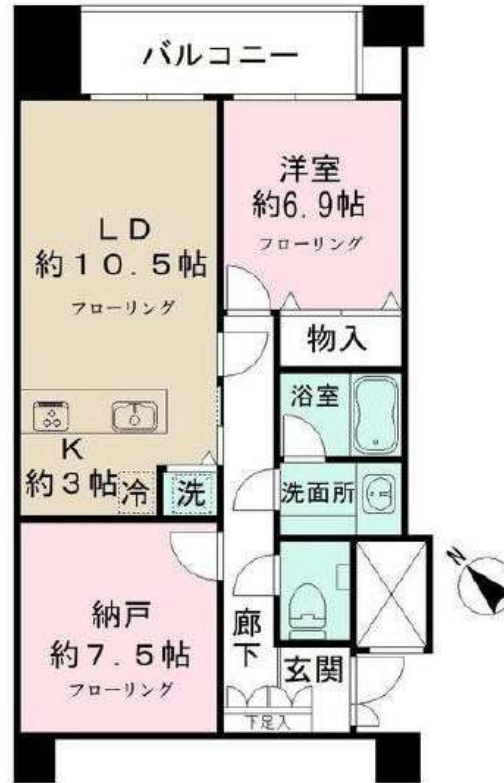 バルコニー
洋室
約6.9帖
フローリング
LD
約10.5帖
フローリング
物入
浴室
K
約3帖
冷
洗
洗面所
N
納戸
約7.5帖
フローリング
廊下
玄関
下足入